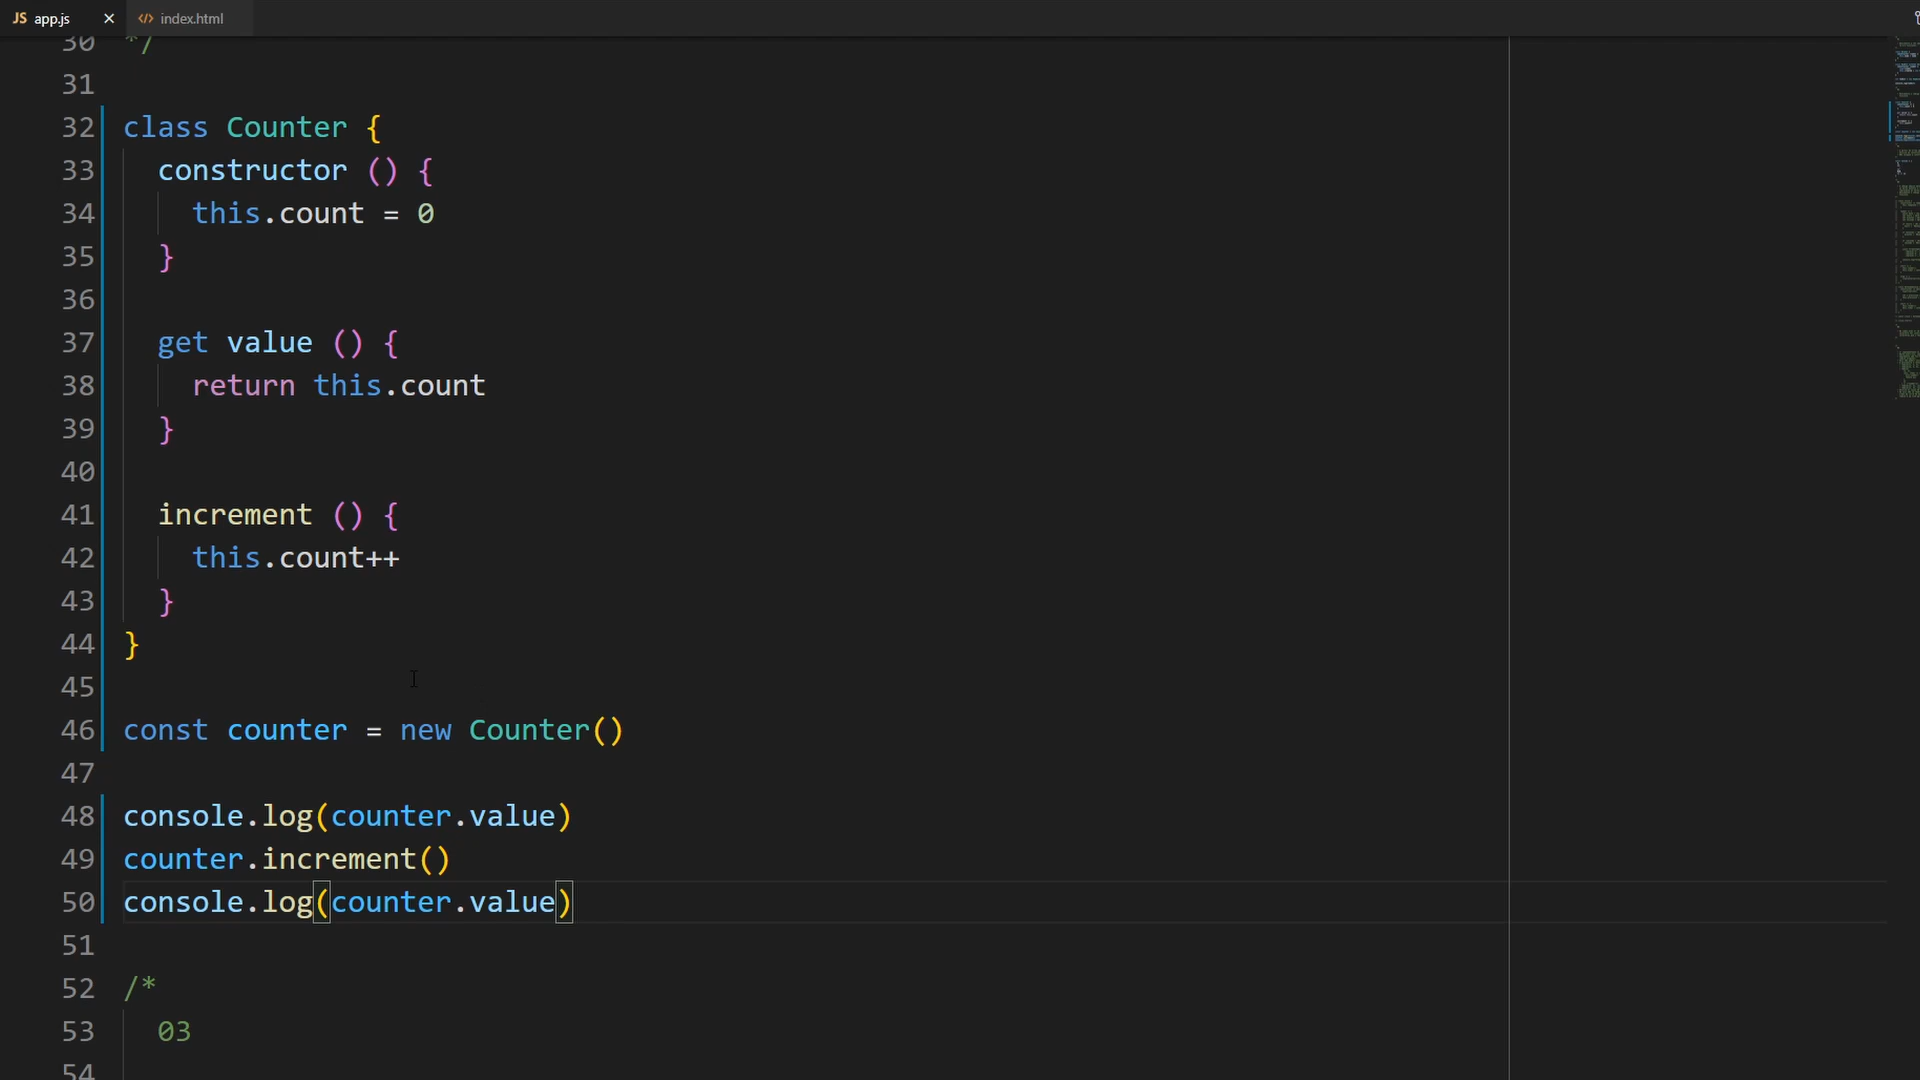 JS app.js × <> index.html
30 */
31
32 class Counter {
33 constructor () {
34 this.count = 0
35 }
36
37 get value () {
38 return this.count
39 }
40
41 increment () {
42 this.count++
43 }
44 }
45
46 const counter = new Counter()
47
48 console.log(counter.value)
49 counter.increment()
50 console.log(counter.value)
51
52 /*
53 03
54